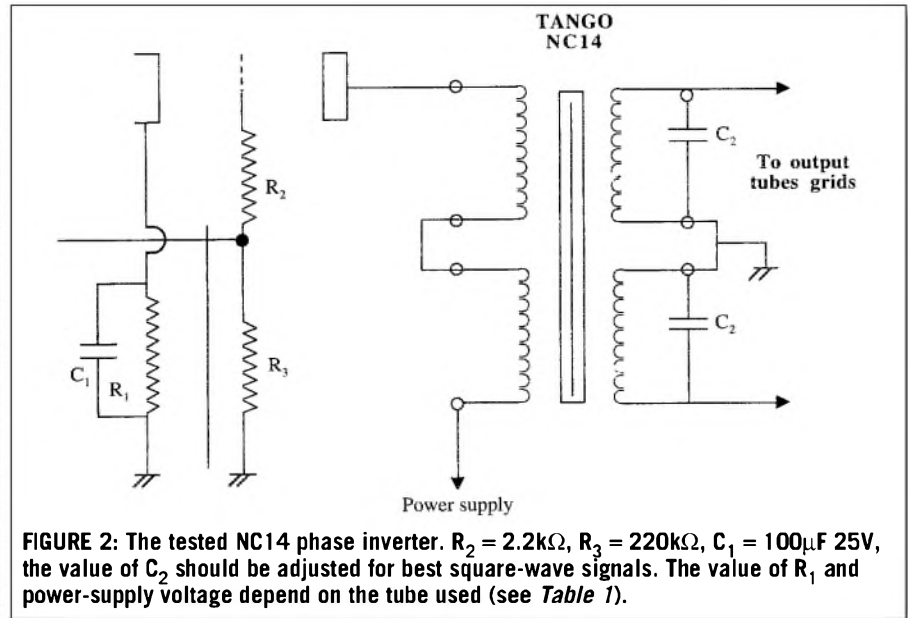 TANGO
NC14
R₂
C₂
To output
tubes grids
C₁
R₁
R₃
C₂
Power supply
FIGURE 2: The tested NC14 phase inverter. R₂ = 2.2kΩ, R₃ = 220kΩ, C₁ = 100μF 25V,
the value of C₂ should be adjusted for best square-wave signals. The value of R₁ and
power-supply voltage depend on the tube used (see Table 1).